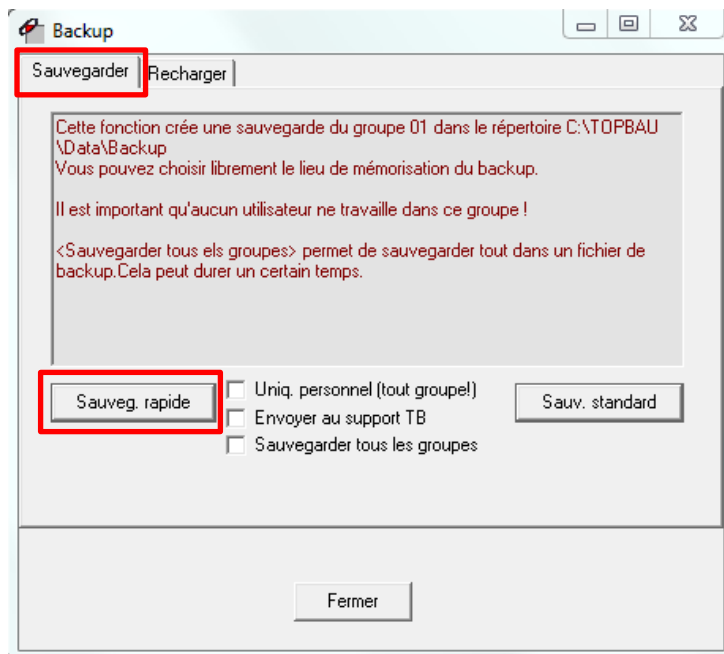 Backup
Sauvegarder
Recharger
Cette fonction crée une sauvegarde du groupe 01 dans le répertoire C:\TOPBAU
\Data\Backup
Vous pouvez choisir librement le lieu de mémorisation du backup.
Il est important qu'aucun utilisateur ne travaille dans ce groupe !
<Sauvegarder tous els groupes> permet de sauvegarder tout dans un fichier de
backup.Cela peut durer un certain temps.
Sauveg. rapide
Uniq. personnel (tout groupe!)
Envoyer au support TB
Sauvegarder tous les groupes
Sauv. standard
Fermer